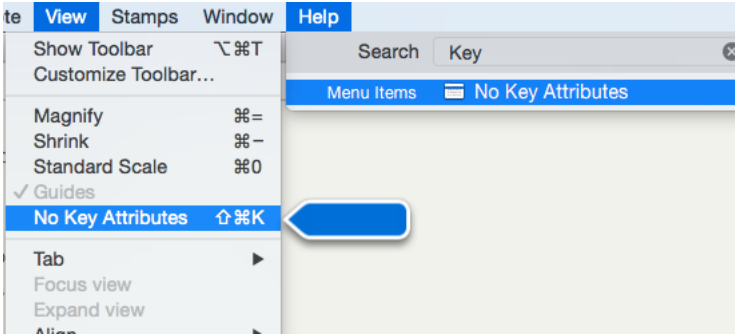 te View Stamps Window Help
Show Toolbar ⌥⌘T
Customize Toolbar...
Search Key
Menu Items No Key Attributes
Magnify ⌘=
Shrink ⌘−
Standard Scale ⌘0
✓ Guides
No Key Attributes ⇧⌘K
Tab ▶
Focus view
Expand view
Align ▶